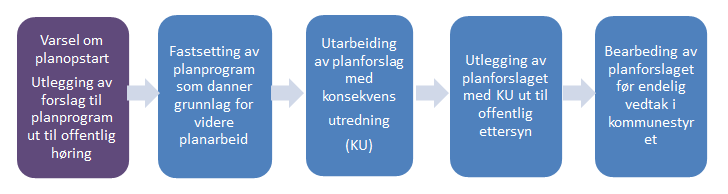 Varsel om
planopstart
Utlegging av
forslag til
planprogram
ut til offentlig
høring
Fastsetting av
planprogram
som danner
grunnlag for
videre
planarbeid
Utarbeiding
av planforslag
med
konsekvens
utredning
(KU)
Utlegging av
planforslaget
med KU ut til
offentlig
ettersyn
Bearbeding av
planforslaget
før endelig
vedtak i
kommunestyr
et